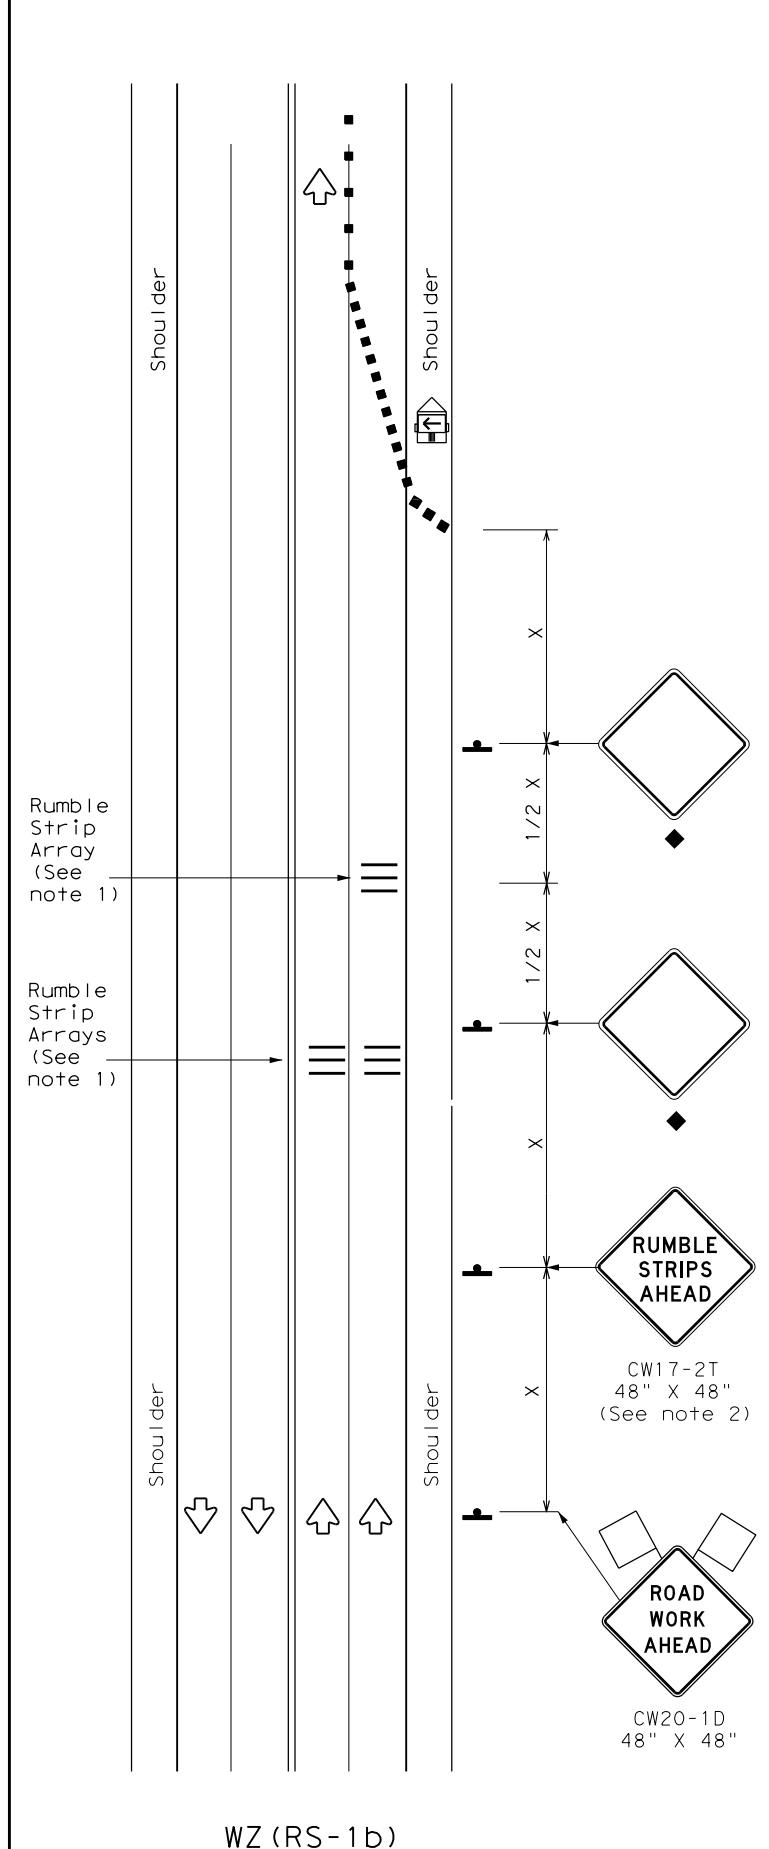 Shoulder
Shoulder
X
1/2 X
Rumble
Strip
Array
(See
note 1)
1/2 X
Rumble
Strip
Arrays
(See
note 1)
X
RUMBLE
STRIPS
AHEAD
CW17-2T
48" X 48"
(See note 2)
X
Shoulder
Shoulder
ROAD
WORK
AHEAD
CW20-1D
48" X 48"
WZ(RS-1b)